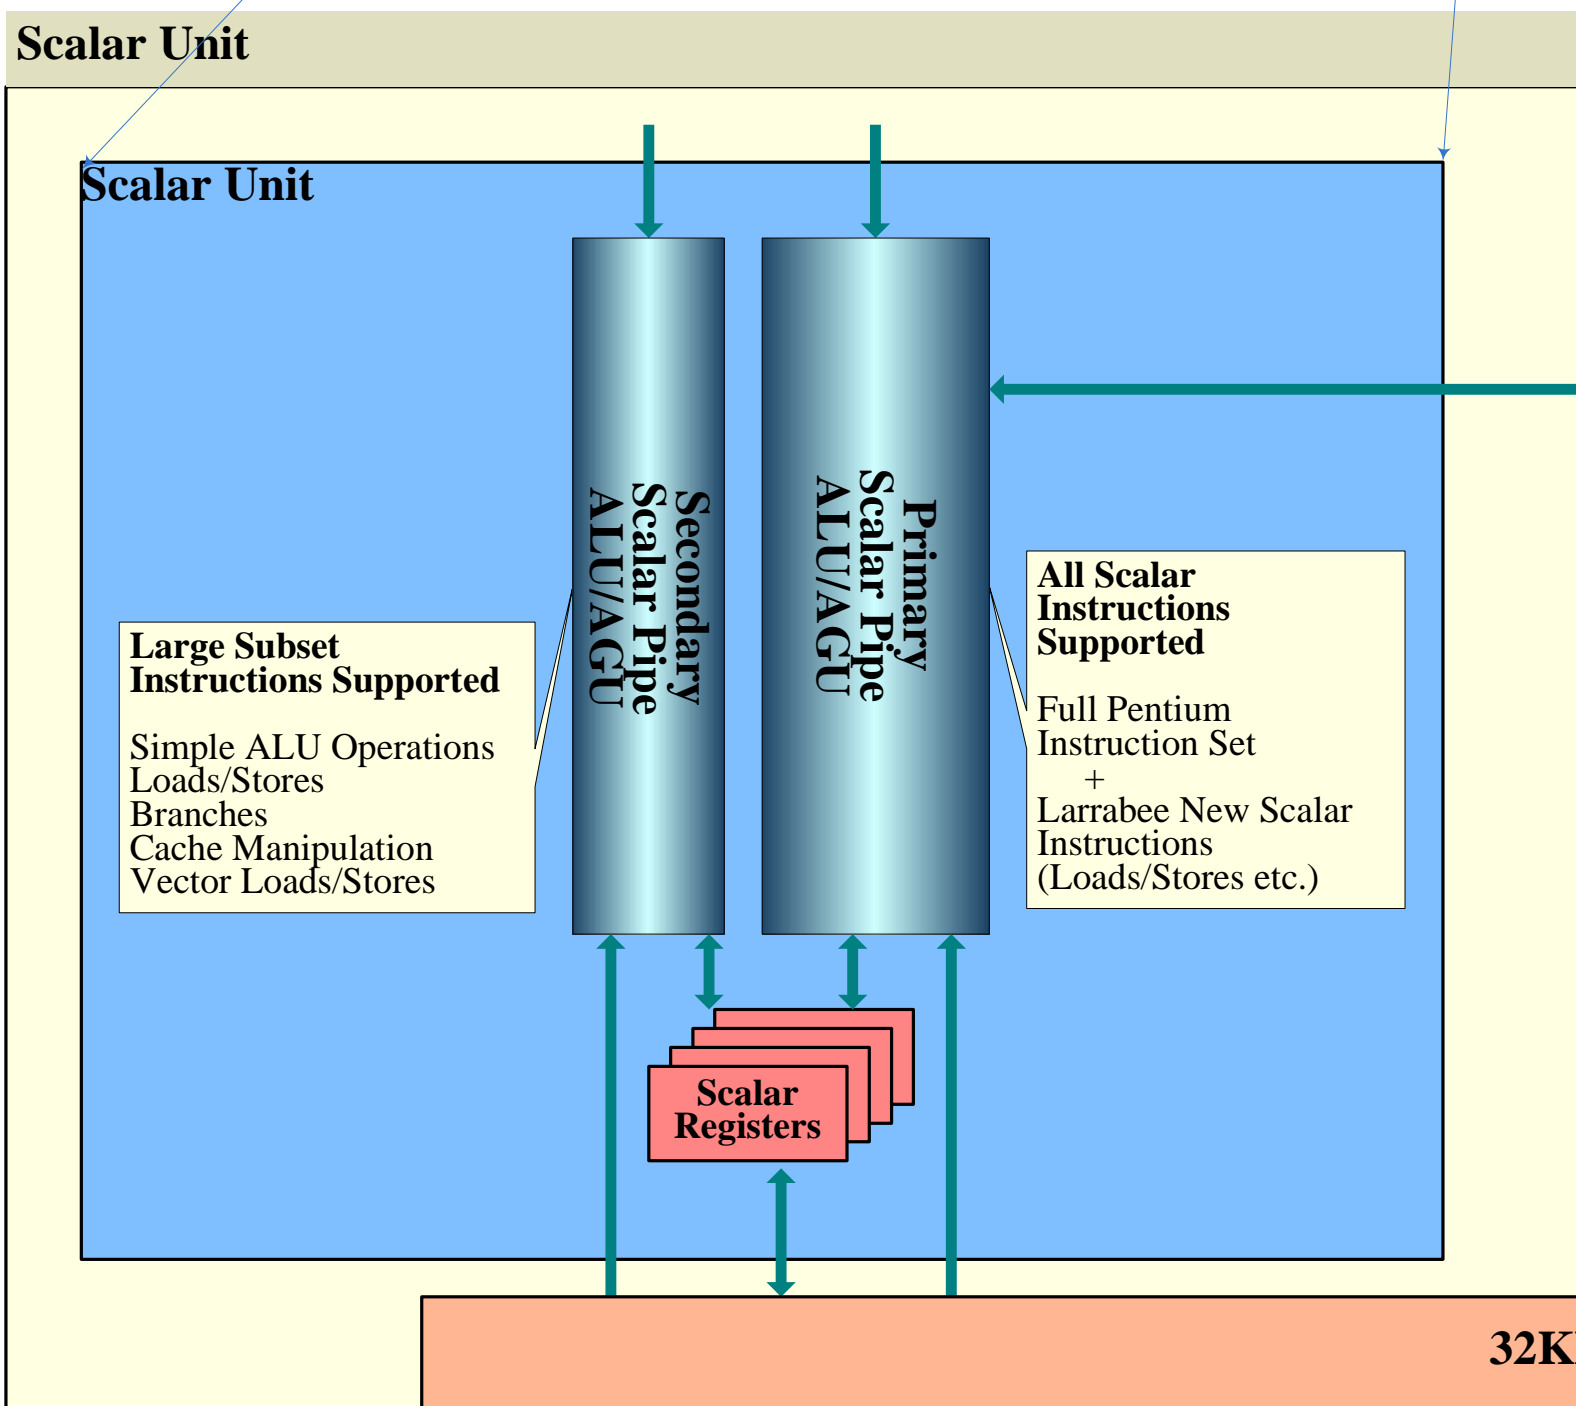 Scalar Unit
Scalar Unit
Secondary
Scalar Pipe
ALU/AGU
Primary
Scalar Pipe
ALU/AGU
Large Subset
Instructions Supported
Simple ALU Operations
Loads/Stores
Branches
Cache Manipulation
Vector Loads/Stores
All Scalar
Instructions
Supported
Full Pentium
Instruction Set
+
Larrabee New Scalar
Instructions
(Loads/Stores etc.)
Scalar
Registers